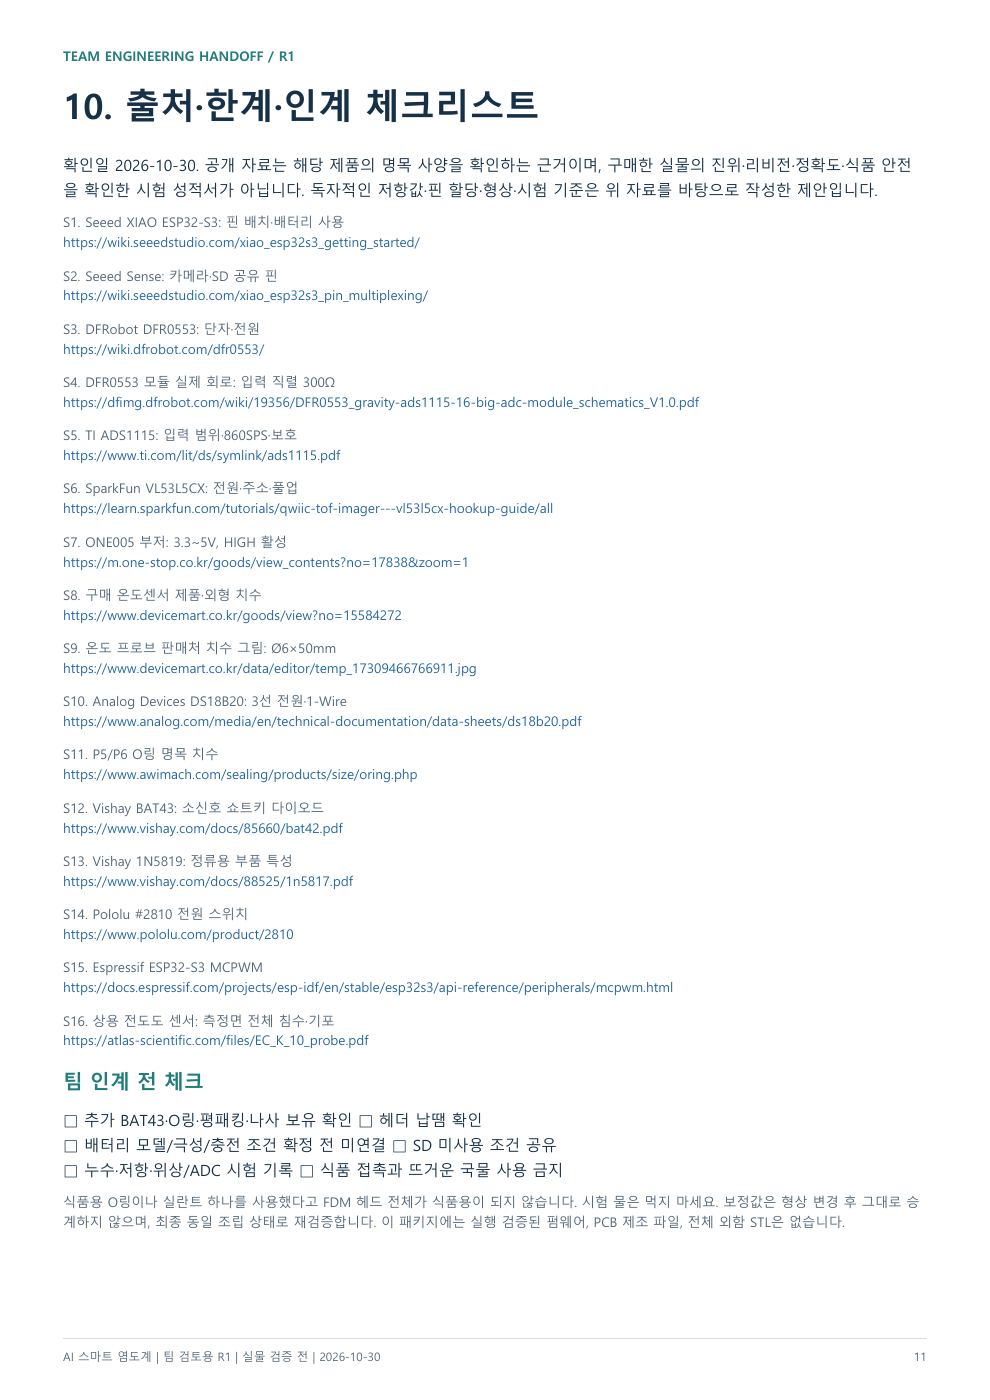 TEAM ENGINEERING HANDOFF / R1
10. 출처·한계·인계 체크리스트
확인일 2026-10-30. 공개 자료는 해당 제품의 명목 사양을 확인하는 근거이며, 구매한 실물의 진위·리비전·정확도·식품 안전
을 확인한 시험 성적서가 아닙니다. 독자적인 저항값·핀 할당·형상·시험 기준은 위 자료를 바탕으로 작성한 제안입니다.
S1. Seeed XIAO ESP32-S3: 핀 배치·배터리 사용
https://wiki.seeedstudio.com/xiao_esp32s3_getting_started/
S2. Seeed Sense: 카메라·SD 공유 핀
https://wiki.seeedstudio.com/xiao_esp32s3_pin_multiplexing/
S3. DFRobot DFR0553: 단자·전원
https://wiki.dfrobot.com/dfr0553/
S4. DFR0553 모듈 실제 회로: 입력 직렬 300Ω
https://dfimg.dfrobot.com/wiki/19356/DFR0553_gravity-ads1115-16-big-adc-module_schematics_V1.0.pdf
S5. TI ADS1115: 입력 범위·860SPS·보호
https://www.ti.com/lit/ds/symlink/ads1115.pdf
S6. SparkFun VL53L5CX: 전원·주소·풀업
https://learn.sparkfun.com/tutorials/qwiic-tof-imager---vl53l5cx-hookup-guide/all
S7. ONE005 부저: 3.3~5V, HIGH 활성
https://m.one-stop.co.kr/goods/view_contents?no=17838&zoom=1
S8. 구매 온도센서 제품·외형 치수
https://www.devicemart.co.kr/goods/view?no=15584272
S9. 온도 프로브 판매처 치수 그림: Ø6×50mm
https://www.devicemart.co.kr/data/editor/temp_17309466766911.jpg
S10. Analog Devices DS18B20: 3선 전원·1-Wire
https://www.analog.com/media/en/technical-documentation/data-sheets/ds18b20.pdf
S11. P5/P6 O링 명목 치수
https://www.awimach.com/sealing/products/size/oring.php
S12. Vishay BAT43: 소신호 쇼트키 다이오드
https://www.vishay.com/docs/85660/bat42.pdf
S13. Vishay 1N5819: 정류용 부품 특성
https://www.vishay.com/docs/88525/1n5817.pdf
S14. Pololu #2810 전원 스위치
https://www.pololu.com/product/2810
S15. Espressif ESP32-S3 MCPWM
https://docs.espressif.com/projects/esp-idf/en/stable/esp32s3/api-reference/peripherals/mcpwm.html
S16. 상용 전도도 센서: 측정면 전체 침수·기포
https://atlas-scientific.com/files/EC_K_10_probe.pdf
팀 인계 전 체크
□ 추가 BAT43·O링·평패킹·나사 보유 확인 □ 헤더 납땜 확인
□ 배터리 모델/극성/충전 조건 확정 전 미연결 □ SD 미사용 조건 공유
□ 누수·저항·위상/ADC 시험 기록 □ 식품 접촉과 뜨거운 국물 사용 금지
식품용 O링이나 실란트 하나를 사용했다고 FDM 헤드 전체가 식품용이 되지 않습니다. 시험 물은 먹지 마세요. 보정값은 형상 변경 후 그대로 승
계하지 않으며, 최종 동일 조립 상태로 재검증합니다. 이 패키지에는 실행 검증된 펌웨어, PCB 제조 파일, 전체 외함 STL은 없습니다.
AI 스마트 염도계 | 팀 검토용 R1 | 실물 검증 전 | 2026-10-30
11